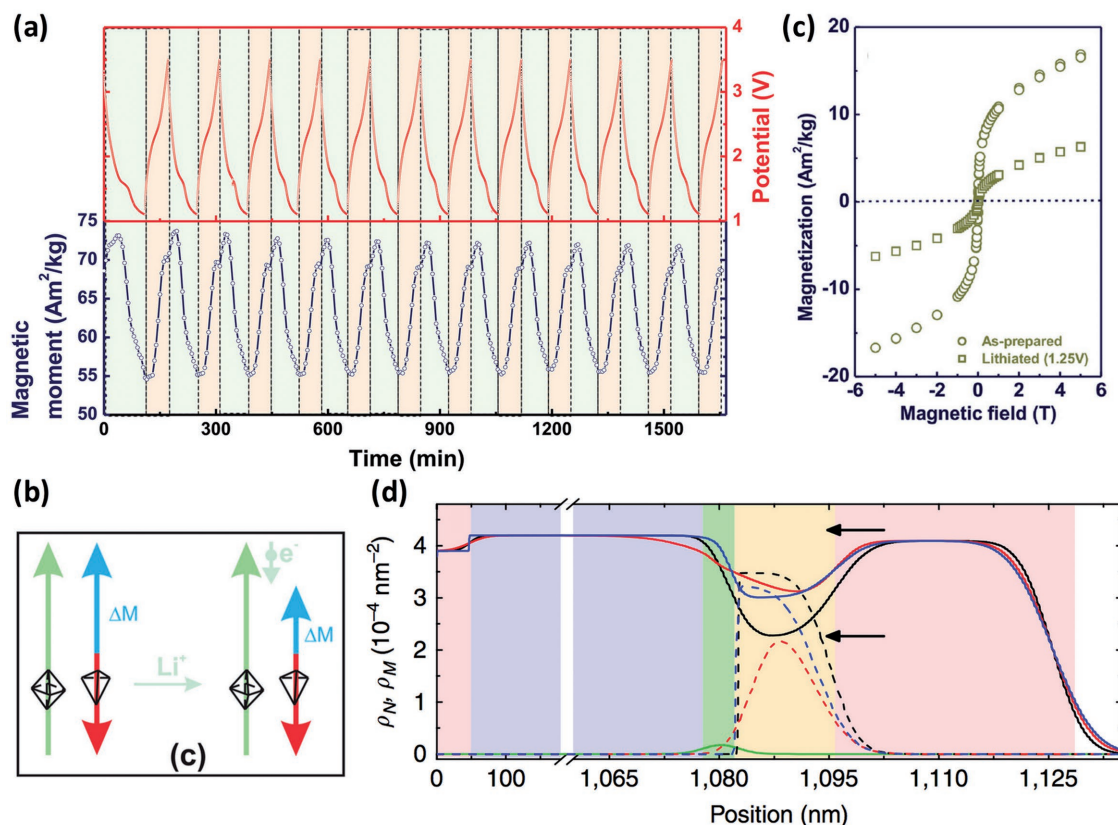 (a)
4
3
2
1
Potential (V)
75
70
65
60
55
50
Magnetic
moment (Am²/kg)
0
300
600
900
1200
1500
Time (min)
(c)
20
10
0
-10
-20
Magnetization (Am²/kg)
As-prepared
Lithiated (1.25V)
-6
-4
-2
0
2
4
6
Magnetic field (T)
(b)
e⁻
ΔM
ΔM
Li⁺
(c)
(d)
4
3
2
1
0
ρN, ρM (10⁻⁴ nm⁻²)
0
100
1,065
1,080
1,095
1,110
1,125
Position (nm)